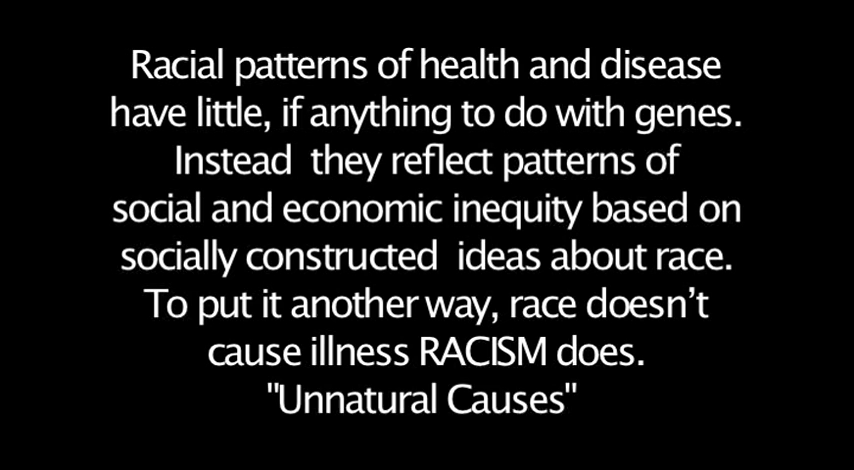 Racial patterns of health and disease
have little, if anything to do with genes.
Instead  they reflect patterns of
social and economic inequity based on
socially constructed  ideas about race.
To put it another way, race doesn’t
cause illness RACISM does.
"Unnatural Causes"